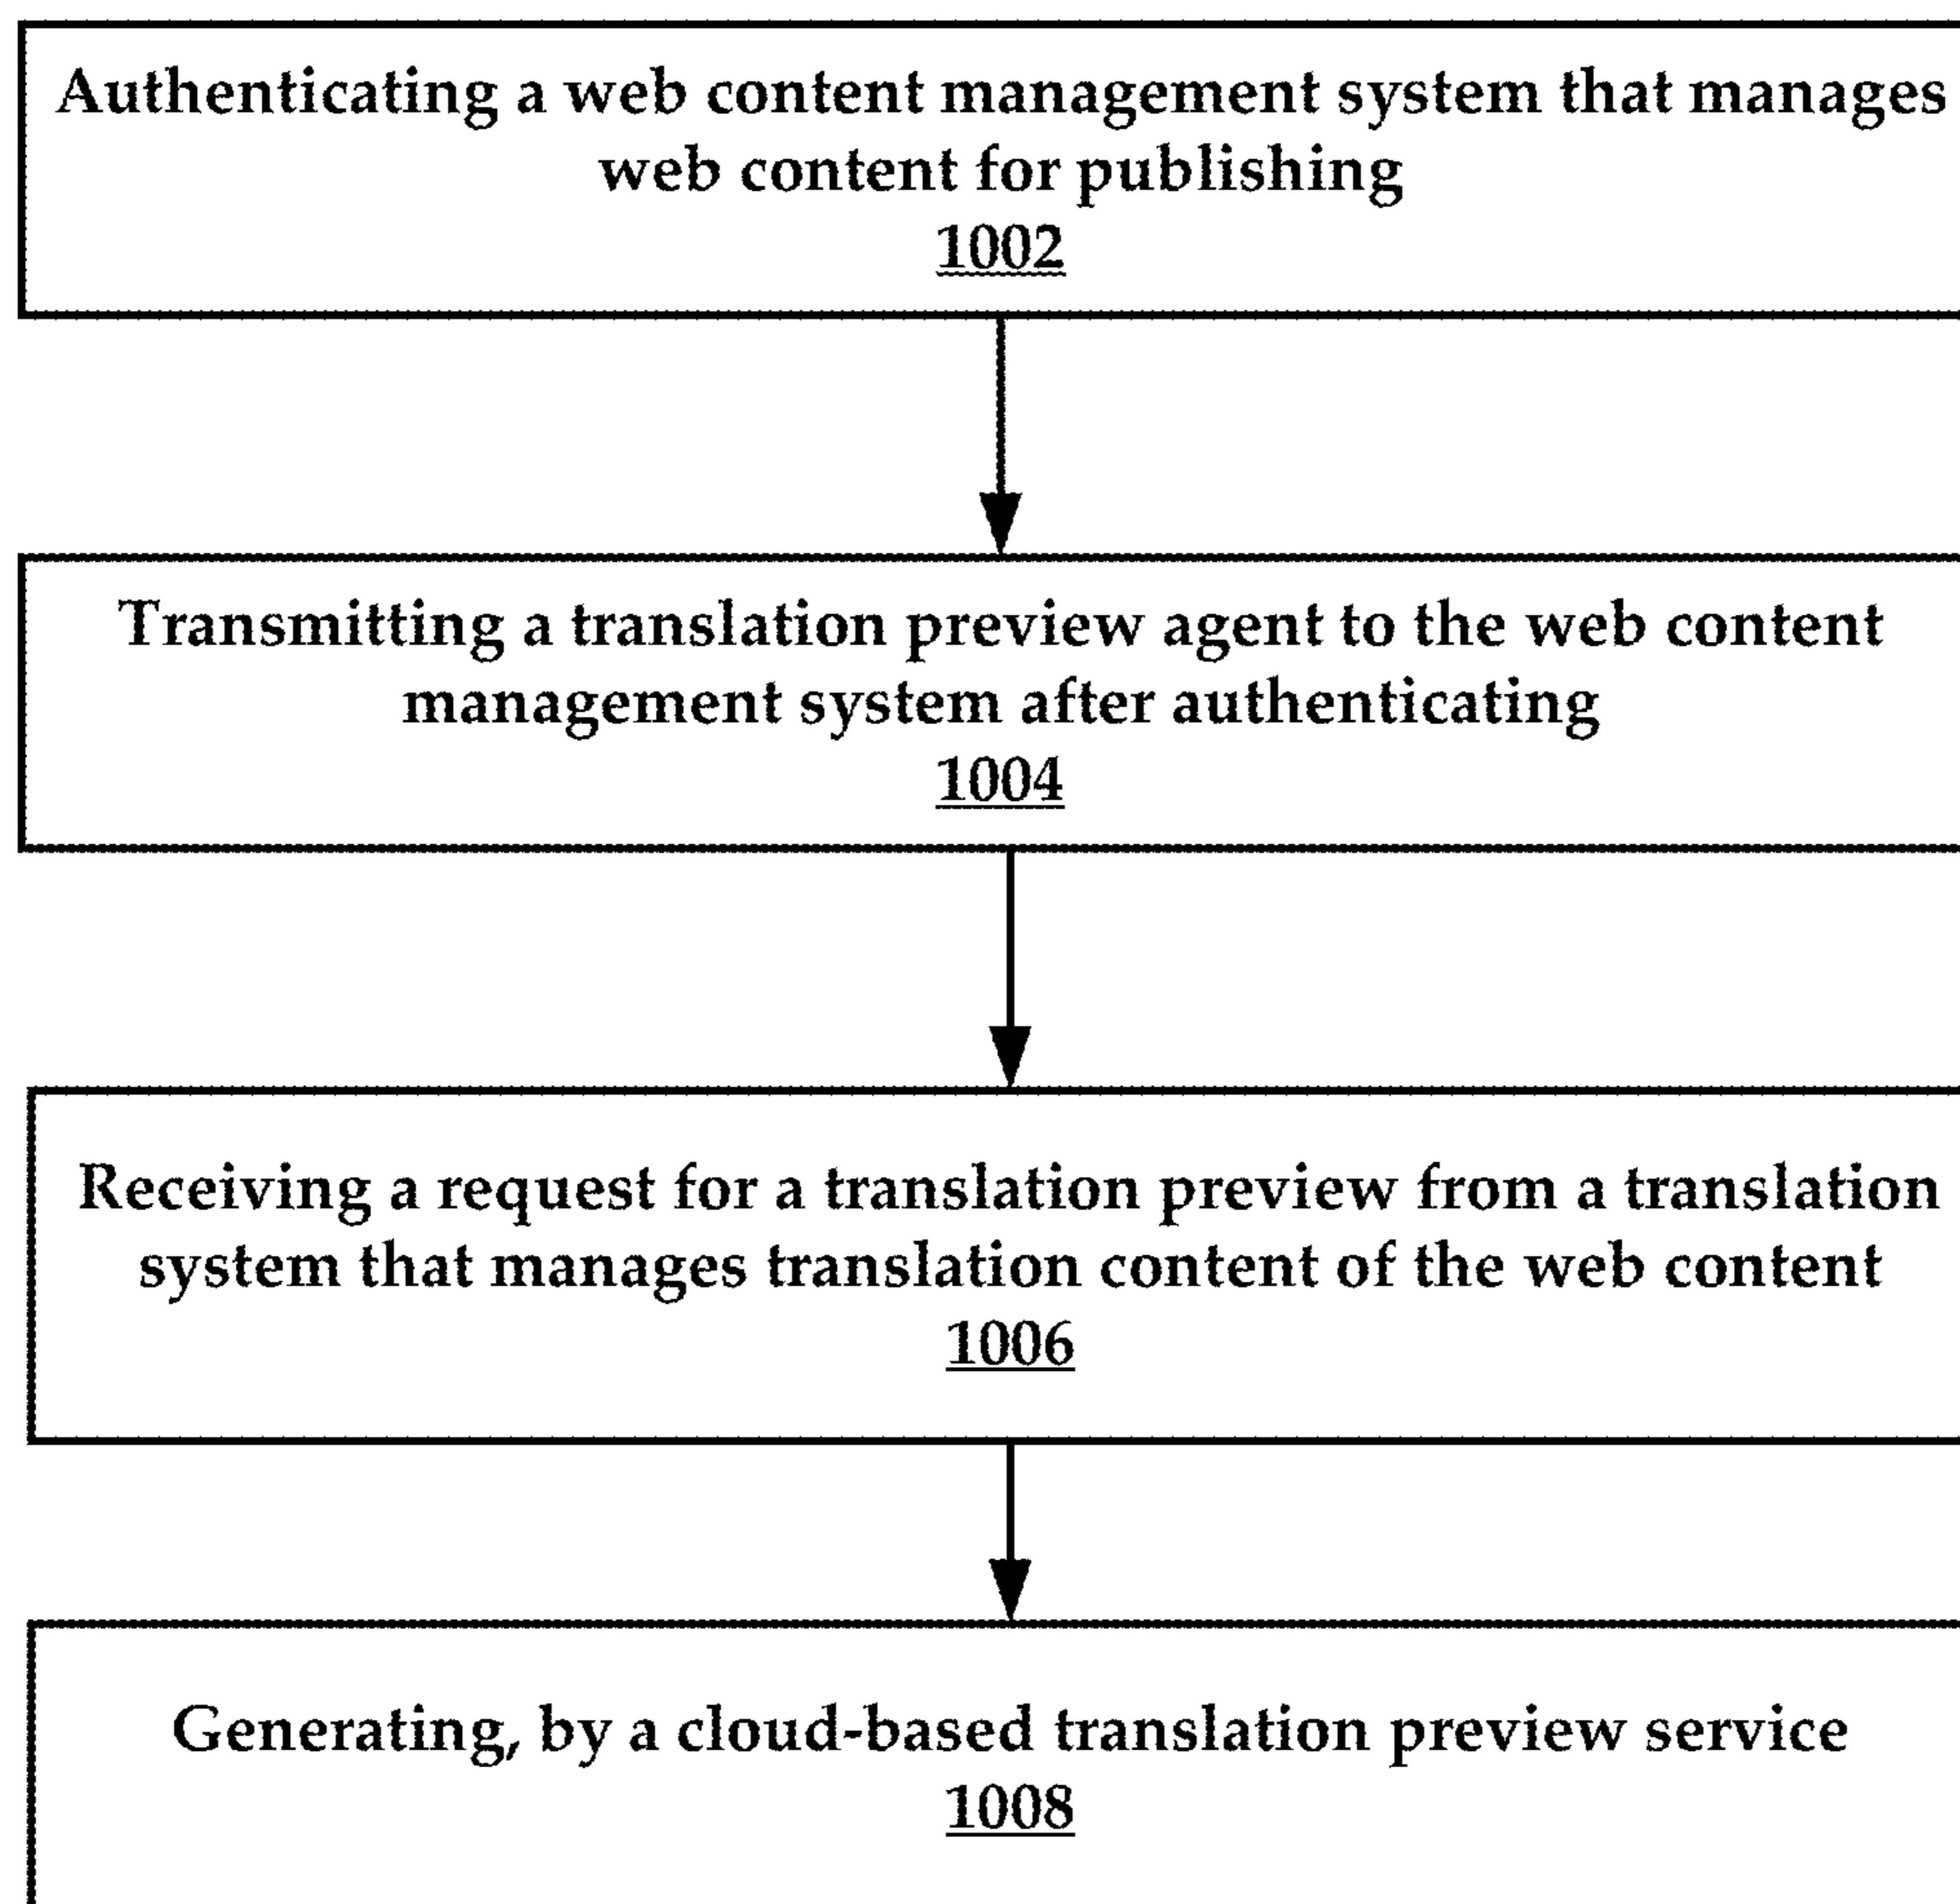 Authenticating a web content management system that manages
web content for publishing
1002
Transmitting a translation preview agent to the web content
management system after authenticating
1004
Receiving a request for a translation preview from a translation
system that manages translation content of the web content
1006
Generating, by a cloud-based translation preview service
1008